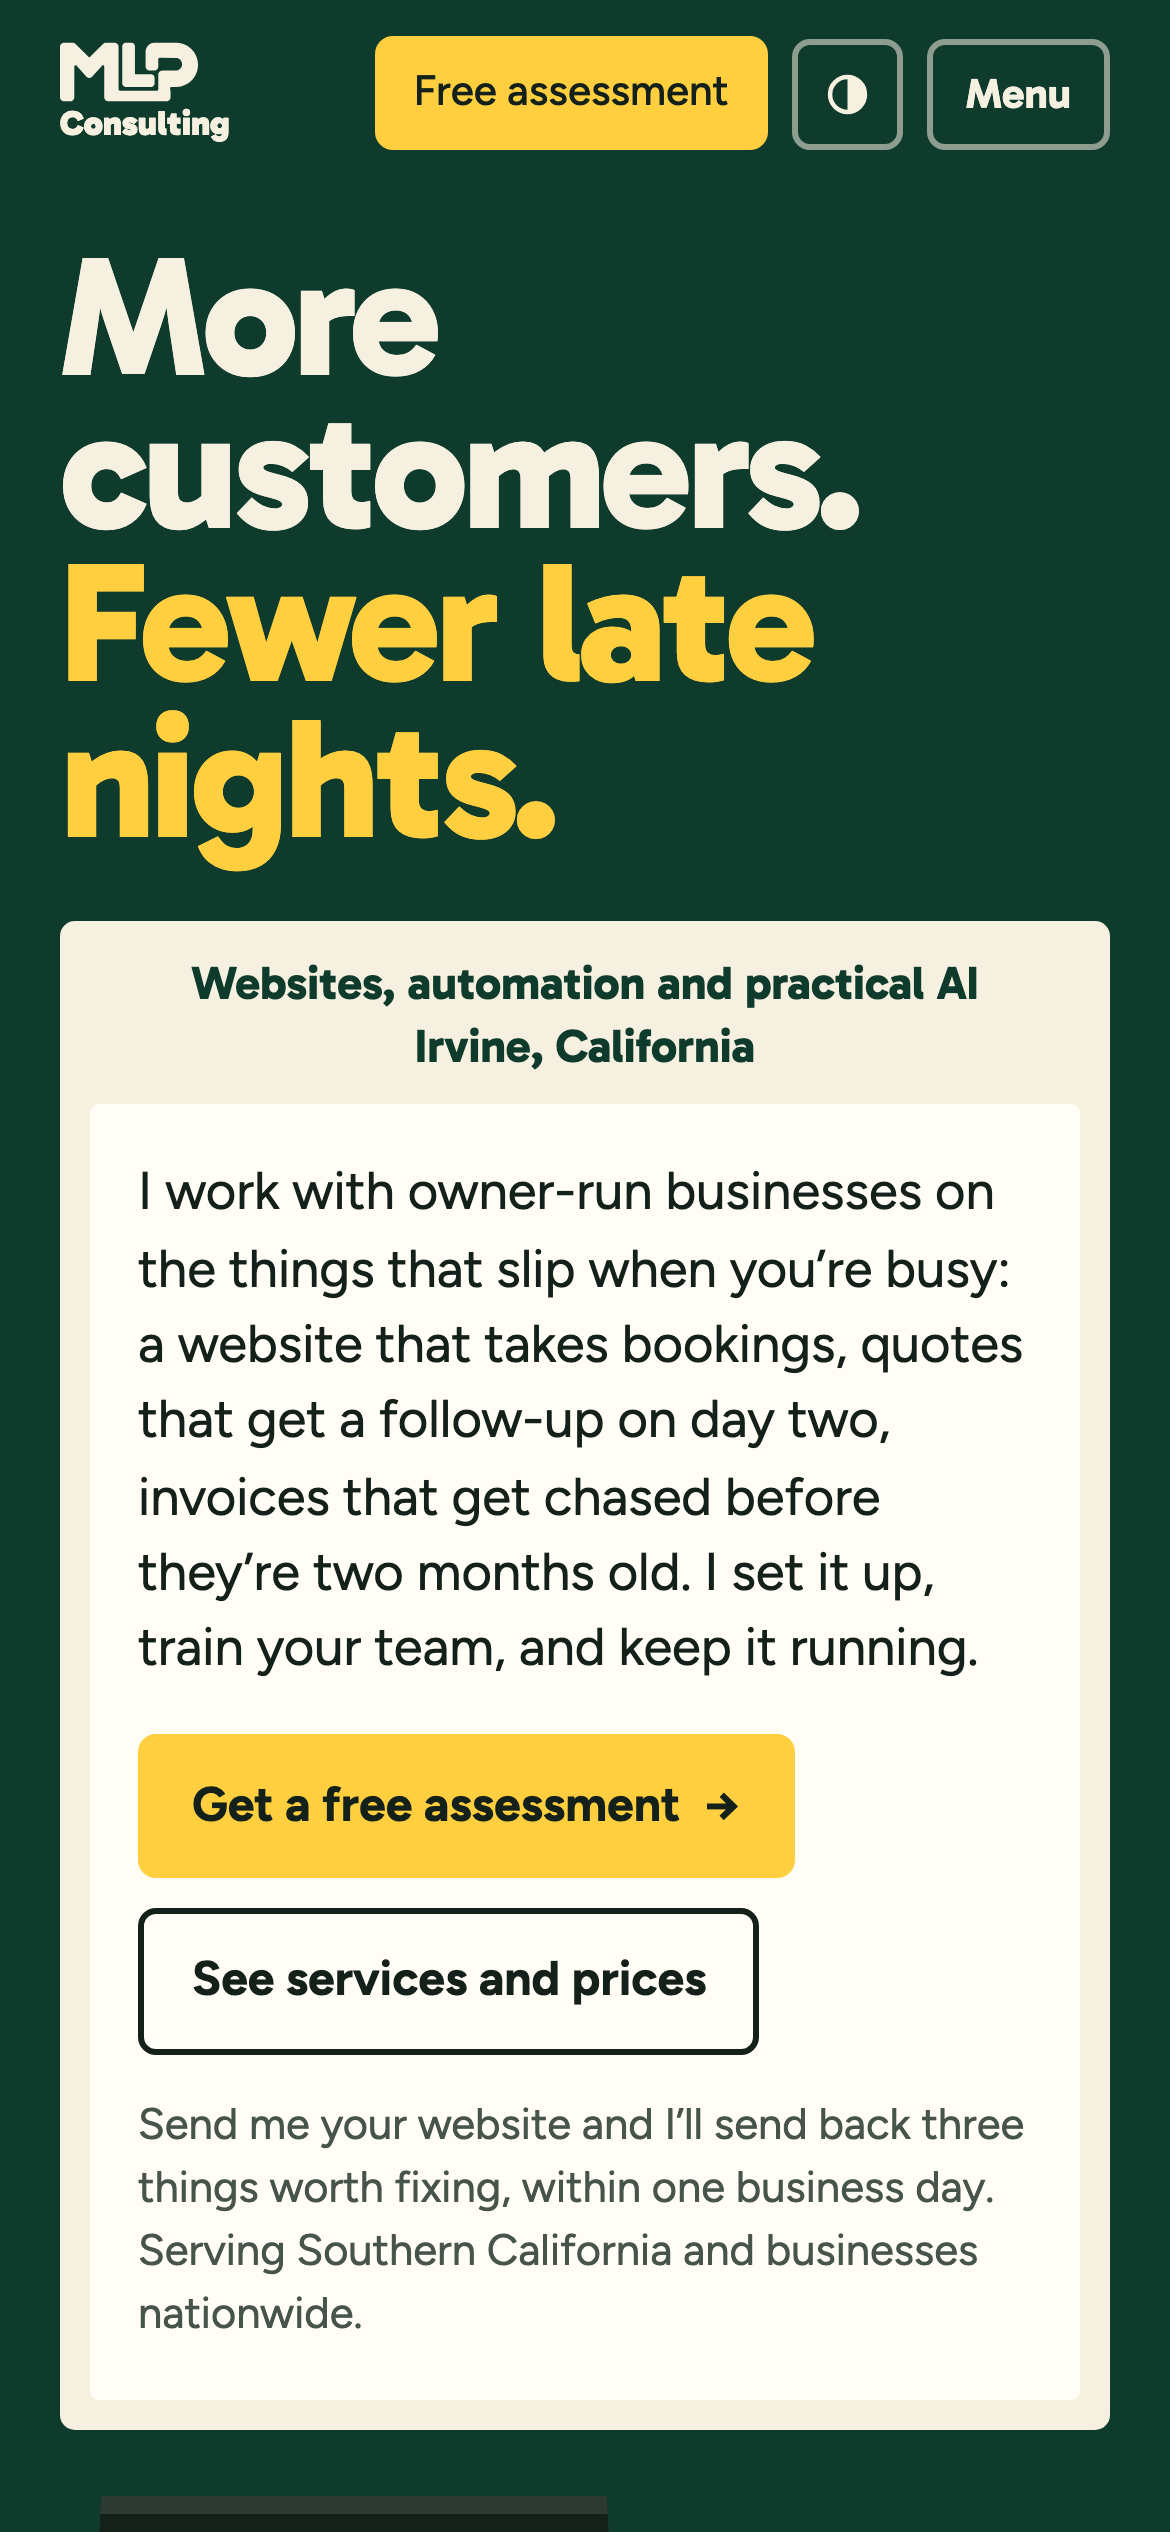 MLP
Consulting
Free assessment
Menu
More
customers.
Fewer late
nights.
Websites, automation and practical AI
Irvine, California
I work with owner-run businesses on
the things that slip when you’re busy:
a website that takes bookings, quotes
that get a follow-up on day two,
invoices that get chased before
they’re two months old. I set it up,
train your team, and keep it running.
Get a free assessment →
See services and prices
Send me your website and I’ll send back three
things worth fixing, within one business day.
Serving Southern California and businesses
nationwide.